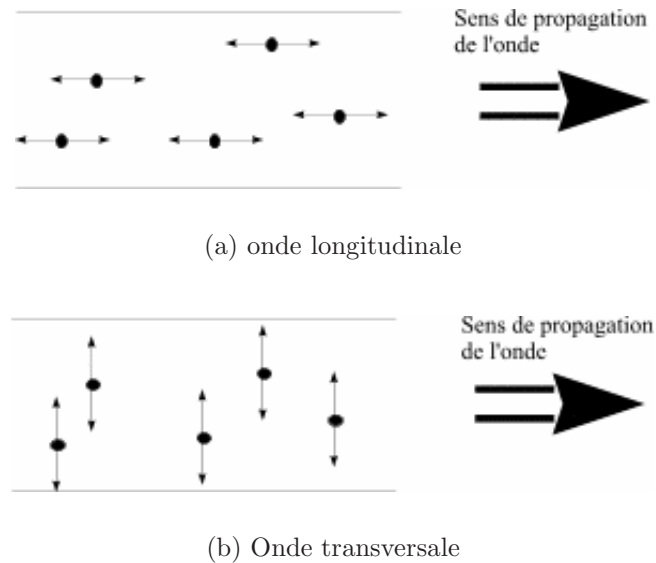 Sens de propagation
de l'onde
(a) onde longitudinale
Sens de propagation
de l'onde
(b) Onde transversale